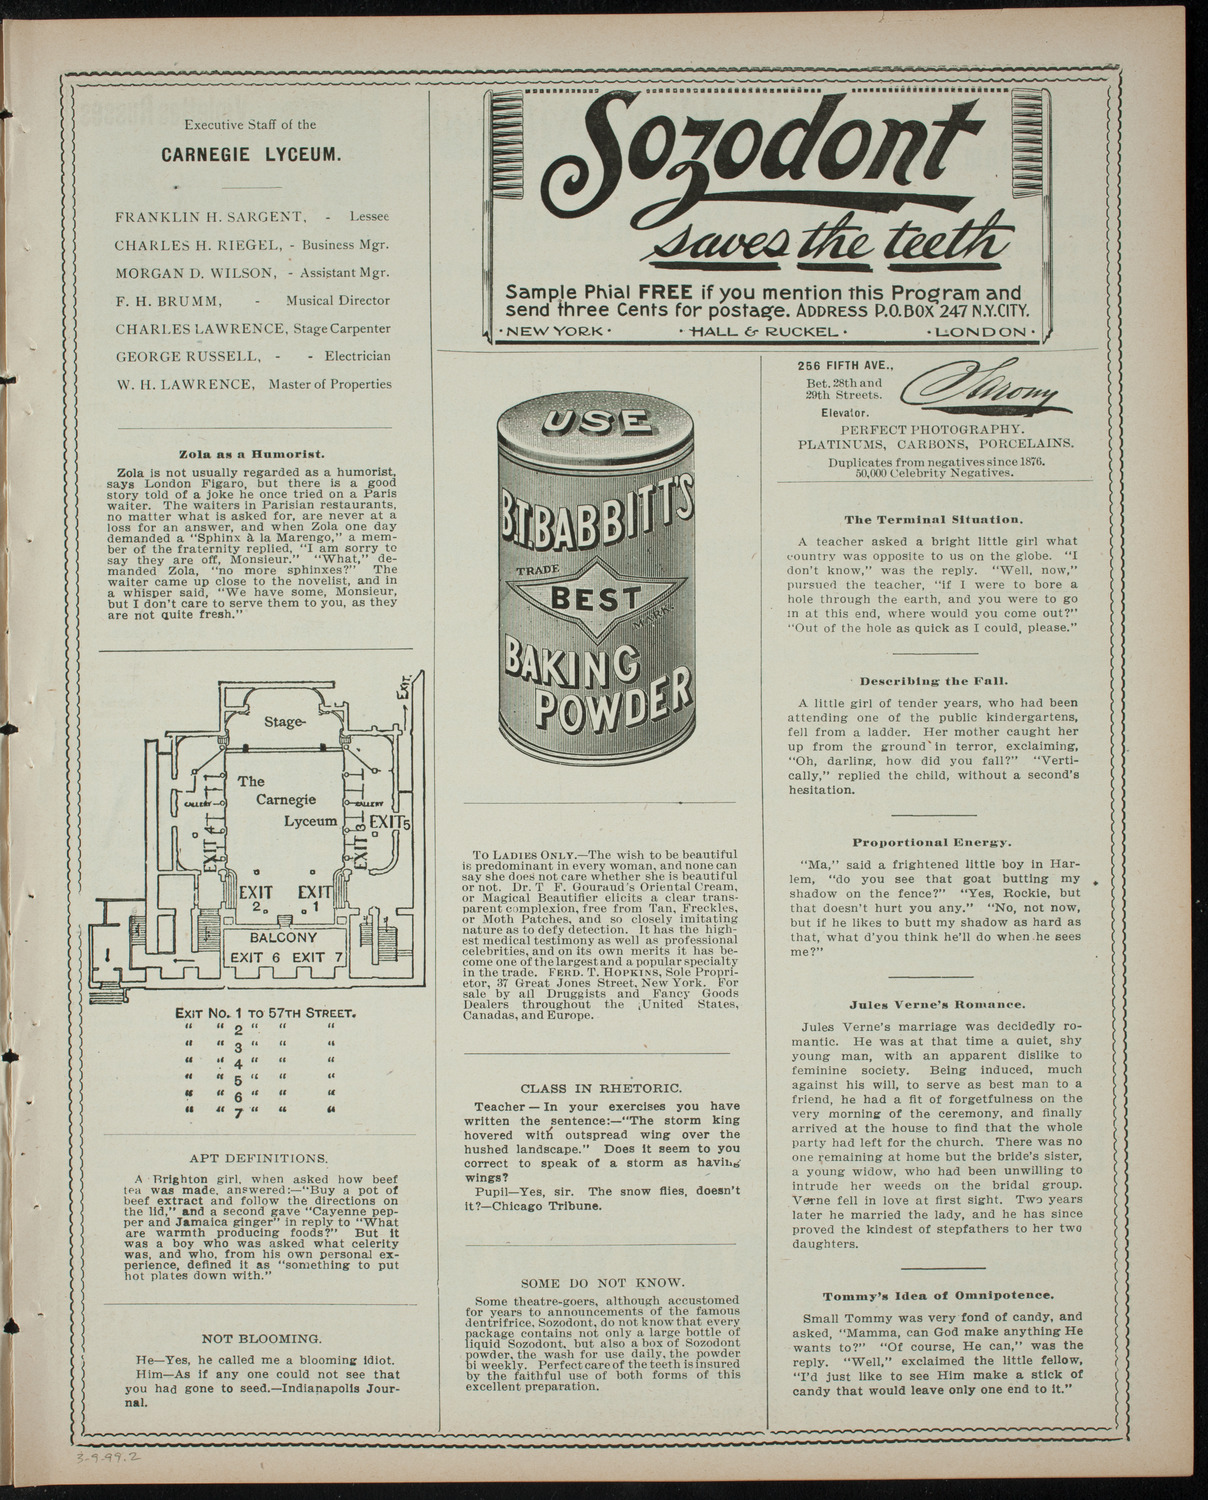 Executive Staff of the
CARNEGIE LYCEUM.
FRANKLIN H. SARGENT, - Lessee
CHARLES H. RIEGEL, - Business Mgr.
MORGAN D. WILSON, - Assistant Mgr.
F. H. BRUMM, - Musical Director
CHARLES LAWRENCE, Stage Carpenter
GEORGE RUSSELL, - - Electrician
W. H. LAWRENCE, Master of Properties
Zola as a Humorist.
Zola is not usually regarded as a humorist,
says London Figaro, but there is a good
story told of a joke he once tried on a Paris
waiter. The waiters in Parisian restaurants,
no matter what is asked for, are never at a
loss for an answer, and when Zola one day
demanded a "Sphinx à la Marengo," a mem-
ber of the fraternity replied, "I am sorry to
say they are off, Monsieur." "What," de-
manded Zola, "no more sphinxes?" The
waiter came up close to the novelist, and in
a whisper said, "We have some, Monsieur,
but I don't care to serve them to you, as they
are not quite fresh."
EXIT.
Stage-
The
Carnegie
Lyceum
GALLERY
GALLERY
EXIT 4
EXIT 3
EXIT 5
EXIT
2.
EXIT
1
BALCONY
EXIT 6 EXIT 7
EXIT No. 1 TO 57TH STREET.
" " 2 " " "
" " 3 " " "
" " 4 " " "
" " 5 " " "
" " 6 " " "
" " 7 " " "
APT DEFINITIONS.
A Brighton girl, when asked how beef
tea was made, answered:—"Buy a pot of
beef extract and follow the directions on
the lid," and a second gave "Cayenne pep-
per and Jamaica ginger" in reply to "What
are warmth producing foods?" But it
was a boy who was asked what celerity
was, and who, from his own personal ex-
perience, defined it as "something to put
hot plates down with."
NOT BLOOMING.
He—Yes, he called me a blooming idiot.
Him—As if any one could not see that
you had gone to seed.—Indianapolis Jour-
nal.
Sozodont
saves the teeth
Sample Phial FREE if you mention this Program and
send three Cents for postage. ADDRESS P.O. BOX 247 N.Y. CITY.
· NEW YORK · · HALL & RUCKEL · · LONDON ·
USE
B.T. BABBITT'S
TRADE
BEST
MARK
BAKING
POWDER
TO LADIES ONLY.—The wish to be beautiful
is predominant in every woman, and none can
say she does not care whether she is beautiful
or not. Dr. T F. Gouraud's Oriental Cream,
or Magical Beautifier elicits a clear trans-
parent complexion, free from Tan, Freckles,
or Moth Patches, and so closely imitating
nature as to defy detection. It has the high-
est medical testimony as well as professional
celebrities, and on its own merits it has be-
come one of the largest and a popular specialty
in the trade. FERD. T. HOPKINS, Sole Propri-
etor, 37 Great Jones Street, New York. For
sale by all Druggists and Fancy Goods
Dealers throughout the United States,
Canadas, and Europe.
CLASS IN RHETORIC.
Teacher — In your exercises you have
written the sentence:—"The storm king
hovered with outspread wing over the
hushed landscape." Does it seem to you
correct to speak of a storm as having
wings?
Pupil—Yes, sir. The snow flies, doesn't
it?—Chicago Tribune.
SOME DO NOT KNOW.
Some theatre-goers, although accustomed
for years to announcements of the famous
dentrifrice, Sozodont, do not know that every
package contains not only a large bottle of
liquid Sozodont, but also a box of Sozodont
powder, the wash for use daily, the powder
bi weekly. Perfect care of the teeth is insured
by the faithful use of both forms of this
excellent preparation.
256 FIFTH AVE.,
Bet. 28th and
29th Streets.
Elevator.
Sarony
PERFECT PHOTOGRAPHY.
PLATINUMS, CARBONS, PORCELAINS.
Duplicates from negatives since 1876.
50,000 Celebrity Negatives.
The Terminal Situation.
A teacher asked a bright little girl what
country was opposite to us on the globe. "I
don't know," was the reply. "Well, now,"
pursued the teacher, "if I were to bore a
hole through the earth, and you were to go
in at this end, where would you come out?"
"Out of the hole as quick as I could, please."
Describing the Fall.
A little girl of tender years, who had been
attending one of the public kindergartens,
fell from a ladder. Her mother caught her
up from the ground in terror, exclaiming,
"Oh, darling, how did you fall?" "Verti-
cally," replied the child, without a second's
hesitation.
Proportional Energy.
"Ma," said a frightened little boy in Har-
lem, "do you see that goat butting my
shadow on the fence?" "Yes, Rockie, but
that doesn't hurt you any." "No, not now,
but if he likes to butt my shadow as hard as
that, what d'you think he'll do when he sees
me?"
Jules Verne's Romance.
Jules Verne's marriage was decidedly ro-
mantic. He was at that time a quiet, shy
young man, with an apparent dislike to
feminine society. Being induced, much
against his will, to serve as best man to a
friend, he had a fit of forgetfulness on the
very morning of the ceremony, and finally
arrived at the house to find that the whole
party had left for the church. There was no
one remaining at home but the bride's sister,
a young widow, who had been unwilling to
intrude her weeds on the bridal group.
Verne fell in love at first sight. Two years
later he married the lady, and he has since
proved the kindest of stepfathers to her two
daughters.
Tommy's Idea of Omnipotence.
Small Tommy was very fond of candy, and
asked, "Mamma, can God make anything He
wants to?" "Of course, He can," was the
reply. "Well," exclaimed the little fellow,
"I'd just like to see Him make a stick of
candy that would leave only one end to it."
3-9-99.2